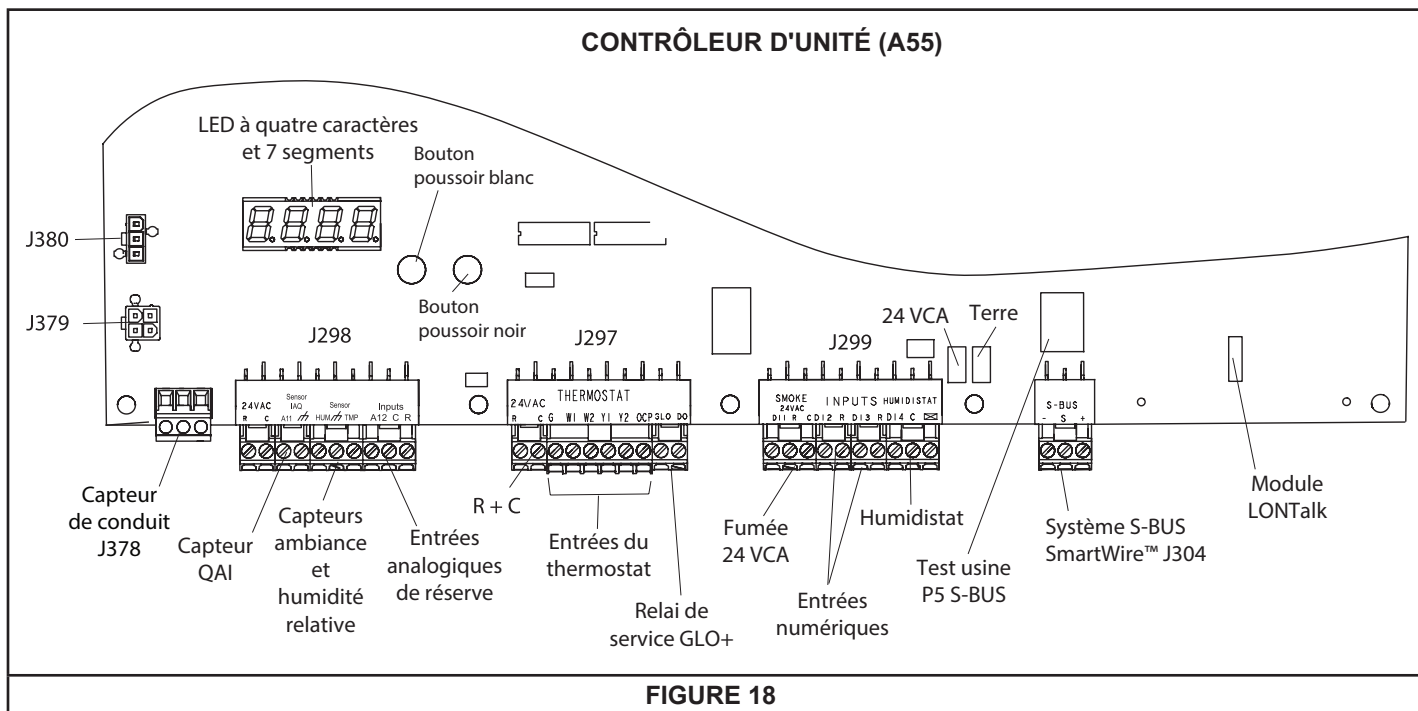 CONTRÔLEUR D'UNITÉ (A55)
LED à quatre caractères
et 7 segments
Bouton
poussoir blanc
J380
Bouton
poussoir noir
J379
24 VCA
Terre
J298
J297
J299
24VAC
R C
Sensor
IAQ
A11
Sensor
HUM TMP
Inputs
A12 C R
24VAC
R C
THERMOSTAT
G W1 W2 Y1 Y2 OCP GLO DO
SMOKE
24VAC
INPUTS
HUMIDISTAT
DI1 R C DI2 R DI3 R DI4 C
S-BUS
- S +
Capteur
de conduit
J378
Capteur
QAI
Capteurs
ambiance
et
humidité
relative
Entrées
analogiques
de réserve
R + C
Entrées du
thermostat
Relai de
service GLO+
Fumée
24 VCA
Entrées
numériques
Humidistat
Test usine
P5 S-BUS
Système S-BUS
SmartWire™ J304
Module
LONTalk
FIGURE 18